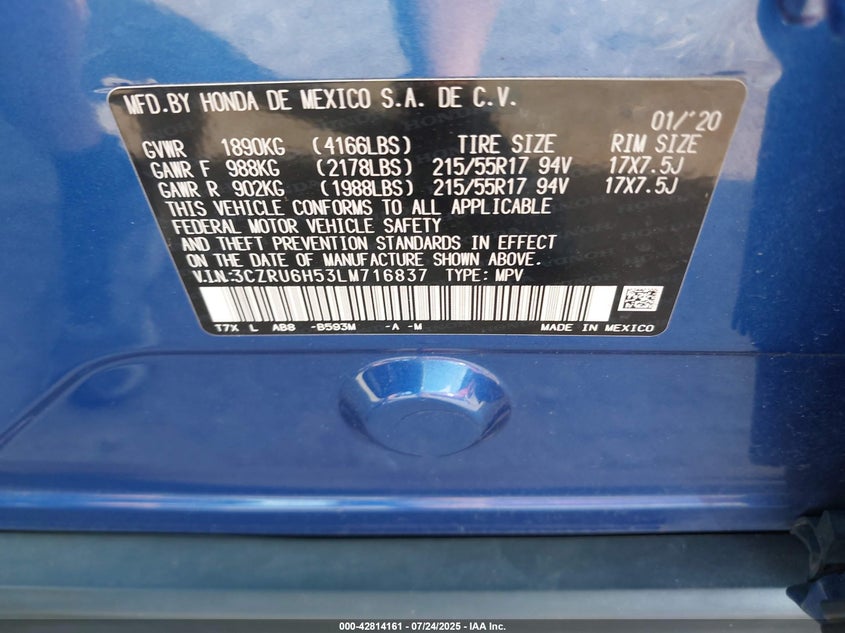 MFD.BY HONDA DE MEXICO S.A. DE C.V.
01/'20
GVWR 1890KG (4166LBS) TIRE SIZE RIM SIZE
GAWR F 988KG (2178LBS) 215/55R17 94V 17X7.5J
GAWR R 902KG (1988LBS) 215/55R17 94V 17X7.5J
THIS VEHICLE CONFORMS TO ALL APPLICABLE
FEDERAL MOTOR VEHICLE SAFETY
AND THEFT PREVENTION STANDARDS IN EFFECT
ON THE DATE OF MANUFACTURE SHOWN ABOVE.
V.I.N:3CZRU6H53LM716837 TYPE: MPV
T7X L ABS -B593M -A -M MADE IN MEXICO
000-42814161 - 07/24/2025 - IAA Inc.